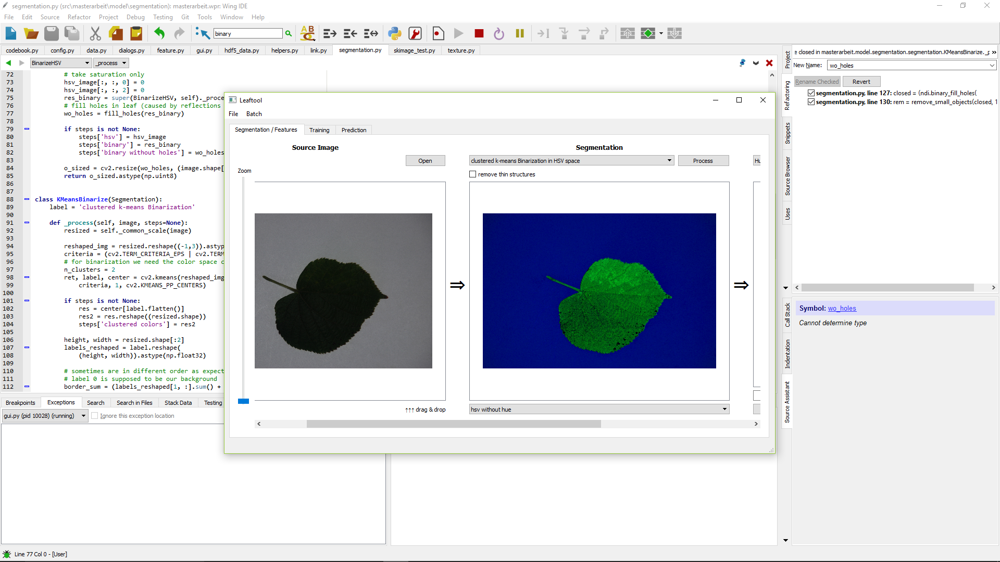 segmentation.py (src\masterarbeit\model\segmentation): masterarbeit.wpr: Wing IDE
File Edit Source Refactor Project Debug Testing Git Tools Window Help
binary
codebook.py config.py data.py dialogs.py feature.py gui.py hdf5_data.py helpers.py link.py segmentation.py skimage_test.py texture.py
BinarizeHSV _process
72 # take saturation only
73 hsv_image[:, :, 0] = 0
74 hsv_image[:, :, 2] = 0
75 res_binary = super(BinarizeHSV, self)._proce
76 # fill holes in leaf (caused by reflections
77 wo_holes = fill_holes(res_binary)
78
79 if steps is not None:
80 steps['hsv'] = hsv_image
81 steps['binary'] = res_binary
82 steps['binary without holes'] = wo_holes
83
84 o_sized = cv2.resize(wo_holes, (image.shape[
85 return o_sized.astype(np.uint8)
86
87
88 class KMeansBinarize(Segmentation):
89 label = 'clustered k-means Binarization'
90
91 def _process(self, image, steps=None):
92 resized = self._common_scale(image)
93
94 reshaped_img = resized.reshape((-1,3)).astyp
95 criteria = (cv2.TERM_CRITERIA_EPS | cv2.TERM
96 # for binarization we need the color space c
97 n_clusters = 2
98 ret, label, center = cv2.kmeans(reshaped_img
99 criteria, 1, cv2.KMEANS_PP_CENTERS)
100
101 if steps is not None:
102 res = center[label.flatten()]
103 res2 = res.reshape((resized.shape))
104 steps['clustered colors'] = res2
105
106 height, width = resized.shape[:2]
107 labels_reshaped = label.reshape(
108 (height, width)).astype(np.float32)
109
110 # sometimes are in different order as expect
111 # label 0 is supposed to be our background
112 border_sum = (labels_reshaped[1, :].sum() +
Breakpoints Exceptions Search Search in Files Stack Data Testing
gui.py (pid 10028) (running) Ignore this exception location
Line 77 Col 0 - [User]
Leaftool
File Batch
Segmentation / Features Training Prediction
Source Image
Open
Zoom
↑↑↑ drag & drop
⇒
Segmentation
clustered k-means Binarization in HSV space Process
remove thin structures
hsv without hue
⇒
Hu
Project
Refactoring
Snippets
Source Browser
Uses
e closed in masterarbeit.model.segmentation.segmentation.KMeansBinarize._p »
New Name: wo_holes
Rename Checked Revert
segmentation.py, line 127: closed = (ndi.binary_fill_holes(
segmentation.py, line 130: rem = remove_small_objects(closed, 1
Call Stack
Indentation
Source Assistant
Symbol: wo_holes
Cannot determine type